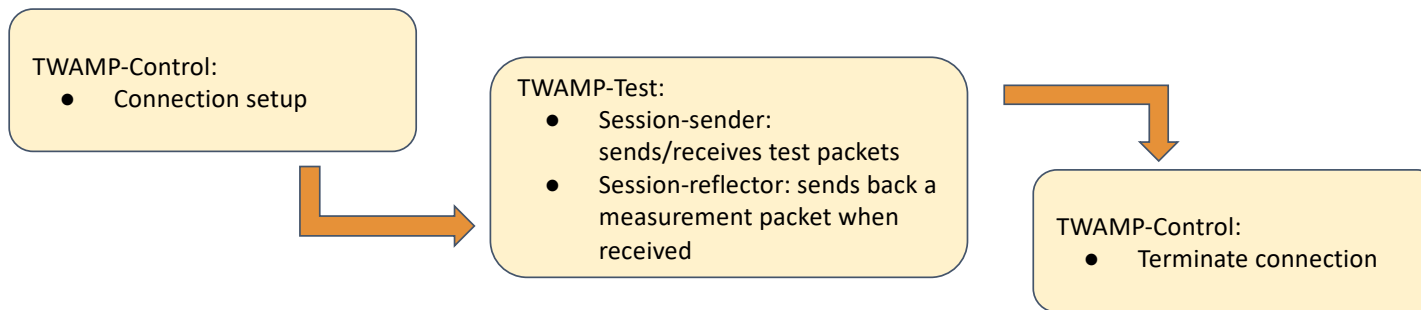 TWAMP-Control:
● Connection setup
TWAMP-Test:
● Session-sender:
sends/receives test packets
● Session-reflector: sends back a
measurement packet when
received
TWAMP-Control:
● Terminate connection